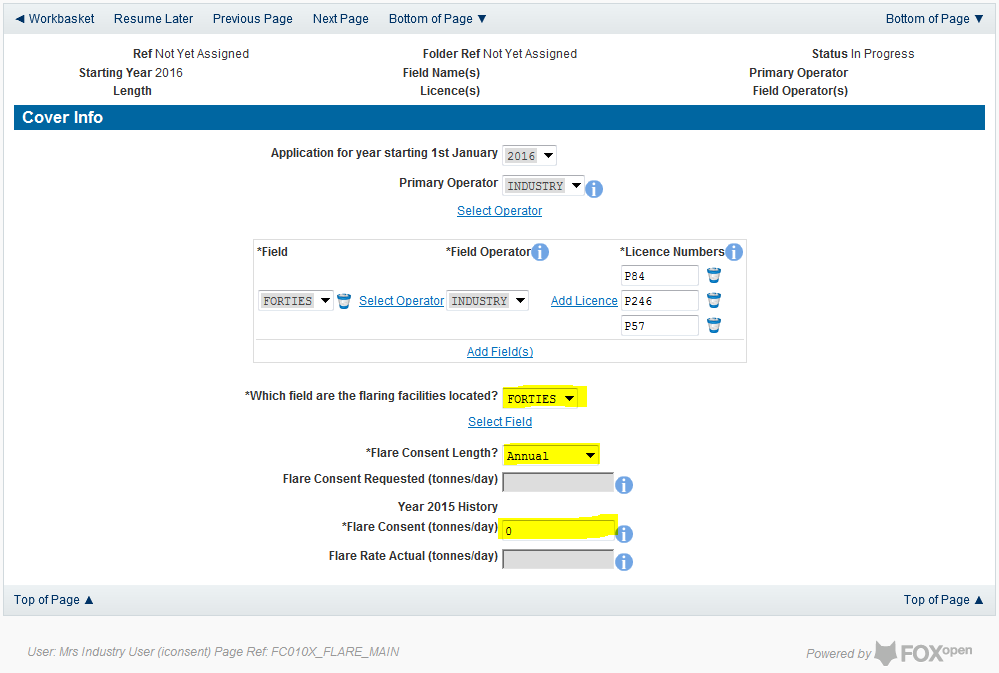 ◄ Workbasket Resume Later Previous Page Next Page Bottom of Page ▼ Bottom of Page ▼
Ref Not Yet Assigned Folder Ref Not Yet Assigned Status In Progress
Starting Year 2016 Field Name(s) Primary Operator
Length Licence(s) Field Operator(s)
Cover Info
Application for year starting 1st January 2016
Primary Operator INDUSTRY
Select Operator
*Field *Field Operator *Licence Numbers
P84
FORTIES Select Operator INDUSTRY Add Licence P246
P57
Add Field(s)
*Which field are the flaring facilities located? FORTIES
Select Field
*Flare Consent Length? Annual
Flare Consent Requested (tonnes/day)
Year 2015 History
*Flare Consent (tonnes/day) 0
Flare Rate Actual (tonnes/day)
Top of Page ▲ Top of Page ▲
User: Mrs Industry User (iconsent) Page Ref: FC010X_FLARE_MAIN Powered by FOXopen